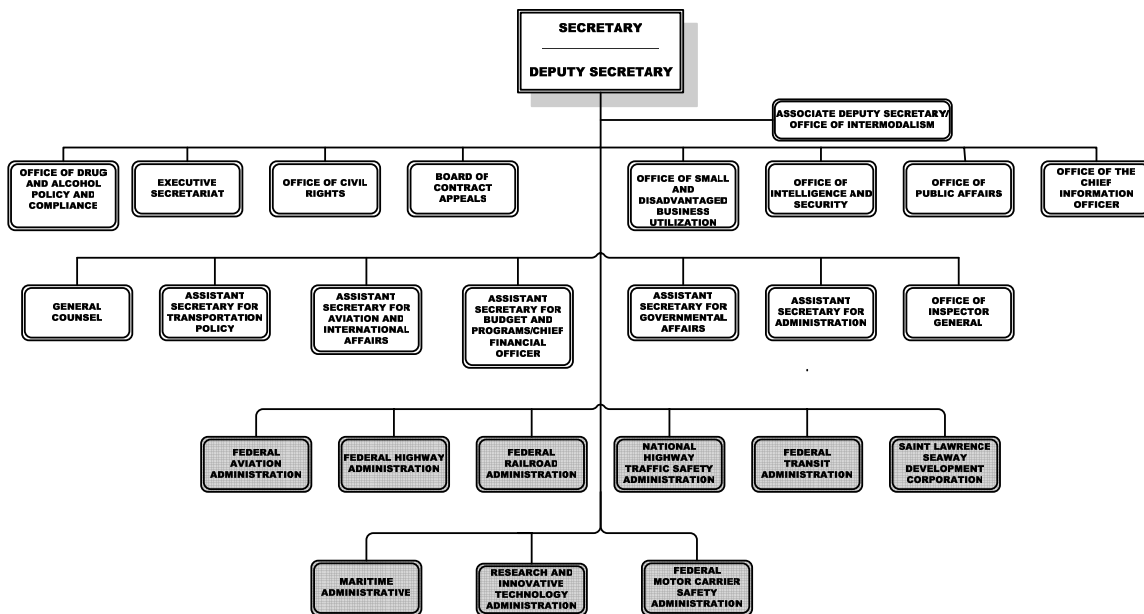 SECRETARY
DEPUTY SECRETARY
ASSOCIATE DEPUTY SECRETARY/
OFFICE OF INTERMODALISM
OFFICE OF DRUG
AND ALCOHOL
POLICY AND
COMPLIANCE
EXECUTIVE
SECRETARIAT
OFFICE OF CIVIL
RIGHTS
BOARD OF
CONTRACT
APPEALS
OFFICE OF SMALL
AND
DISADVANTAGED
BUSINESS
UTILIZATION
OFFICE OF
INTELLIGENCE AND
SECURITY
OFFICE OF
PUBLIC AFFAIRS
OFFICE OF THE
CHIEF
INFORMATION
OFFICER
GENERAL
COUNSEL
ASSISTANT
SECRETARY FOR
TRANSPORTATION
POLICY
ASSISTANT
SECRETARY FOR
AVIATION AND
INTERNATIONAL
AFFAIRS
ASSISTANT
SECRETARY FOR
BUDGET AND
PROGRAMS/CHIEF
FINANCIAL
OFFICER
ASSISTANT
SECRETARY FOR
GOVERNMENTAL
AFFAIRS
ASSISTANT
SECRETARY FOR
ADMINISTRATION
OFFICE OF
INSPECTOR
GENERAL
FEDERAL
AVIATION
ADMINISTRATION
FEDERAL HIGHWAY
ADMINISTRATION
FEDERAL
RAILROAD
ADMINISTRATION
NATIONAL
HIGHWAY
TRAFFIC SAFETY
ADMINISTRATION
FEDERAL
TRANSIT
ADMINISTRATION
SAINT LAWRENCE
SEAWAY
DEVELOPMENT
CORPORATION
MARITIME
ADMINISTRATIVE
RESEARCH AND
INNOVATIVE
TECHNOLOGY
ADMINISTRATION
FEDERAL
MOTOR CARRIER
SAFETY
ADMINISTRATION